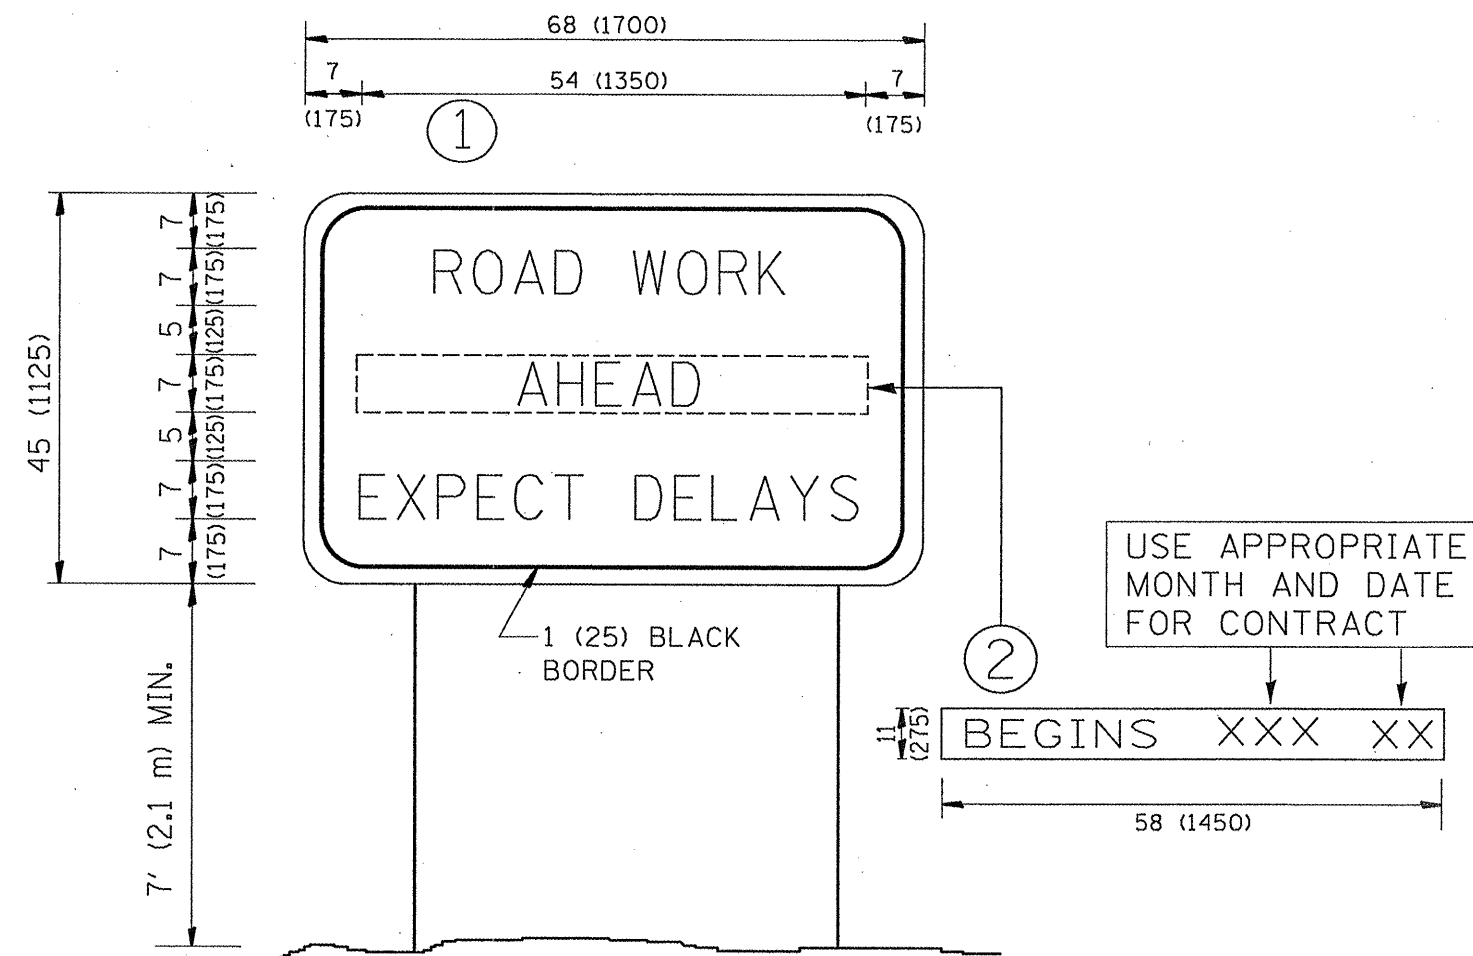 68 (1700)
7
54 (1350)
7
(175)
(175)
1
45 (1125)
7
(175)
7
(175)
5
(125)
7
(175)
5
(125)
7
(175)
7
(175)
7' (2.1 m) MIN.
ROAD WORK
AHEAD
EXPECT DELAYS
1 (25) BLACK
BORDER
USE APPROPRIATE
MONTH AND DATE
FOR CONTRACT
2
11
(275)
BEGINS XXX XX
58 (1450)